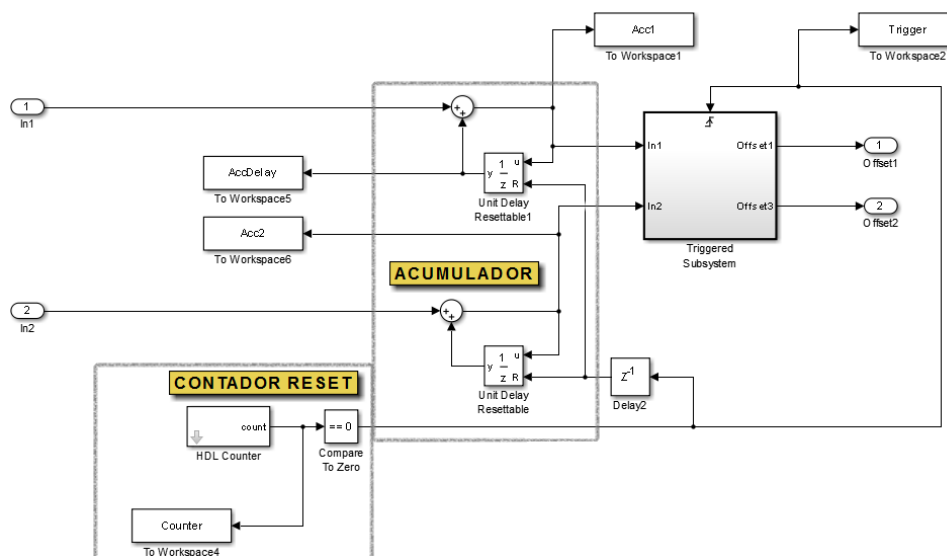 Acc1
To Workspace1
Trigger
To Workspace2
1
In1
+
+
In1
Offset1
1
Offset1
AccDelay
To Workspace5
u
y
1
z
R
Unit Delay
Resettable1
In2
Offset3
2
Offset2
Acc2
To Workspace6
Triggered
Subsystem
ACUMULADOR
2
In2
+
+
u
y
1
z
R
Unit Delay
Resettable
Z-1
Delay2
CONTADOR RESET
count
HDL Counter
== 0
Compare
To Zero
Counter
To Workspace4